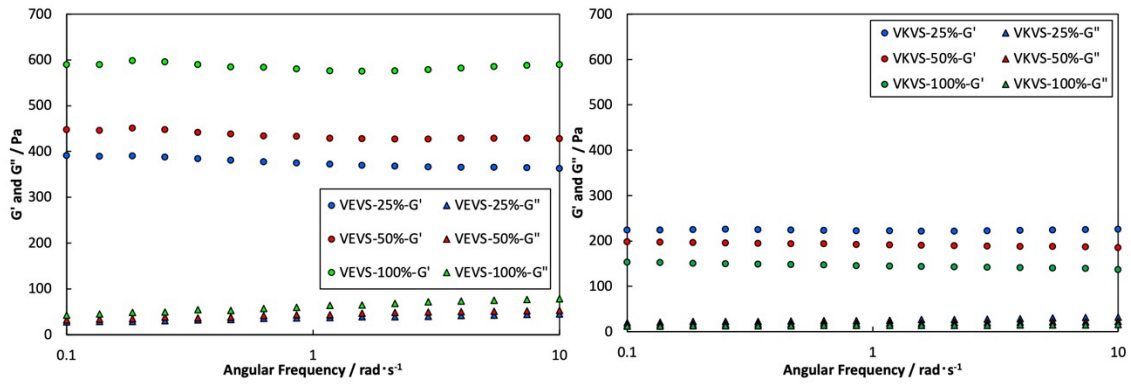 700
600
500
400
300
200
100
0
G' and G" / Pa
VEVS-25%-G' VEVS-25%-G"
VEVS-50%-G' VEVS-50%-G"
VEVS-100%-G' VEVS-100%-G"
0.1 1 10
Angular Frequency / rad·s⁻¹
700
600
500
400
300
200
100
0
G' and G" / Pa
VKVS-25%-G' VKVS-25%-G"
VKVS-50%-G' VKVS-50%-G"
VKVS-100%-G' VKVS-100%-G"
0.1 1 10
Angular Frequency / rad·s⁻¹